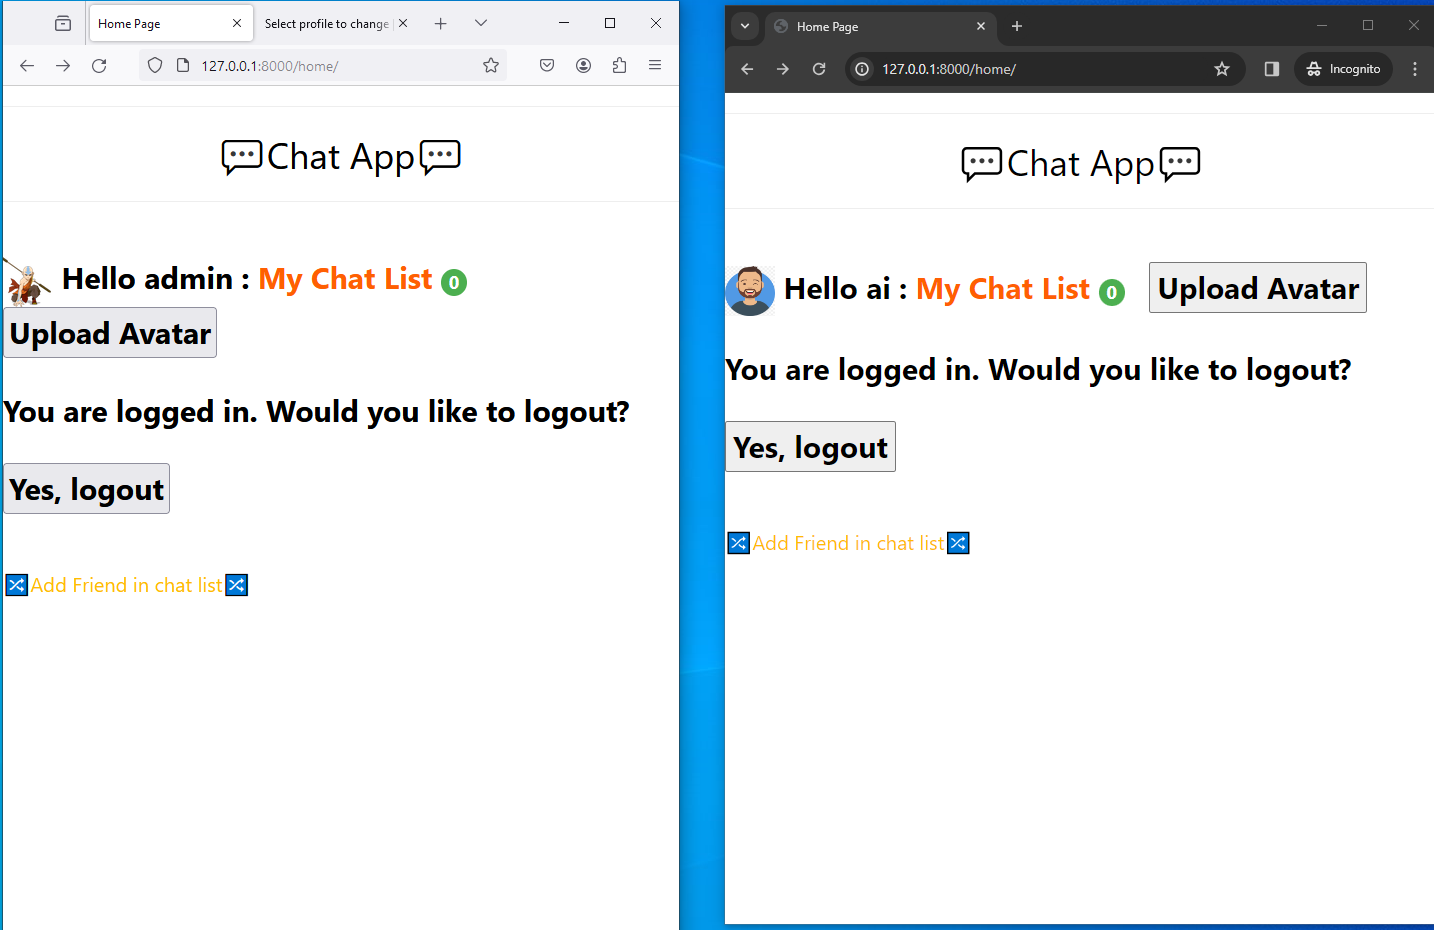 Home Page
Select profile to change
127.0.0.1:8000/home/
💬Chat App💬
Hello admin : My Chat List 0
Upload Avatar
You are logged in. Would you like to logout?
Yes, logout
🔀Add Friend in chat list🔀
Home Page
127.0.0.1:8000/home/
Incognito
💬Chat App💬
Hello ai : My Chat List 0 Upload Avatar
You are logged in. Would you like to logout?
Yes, logout
🔀Add Friend in chat list🔀